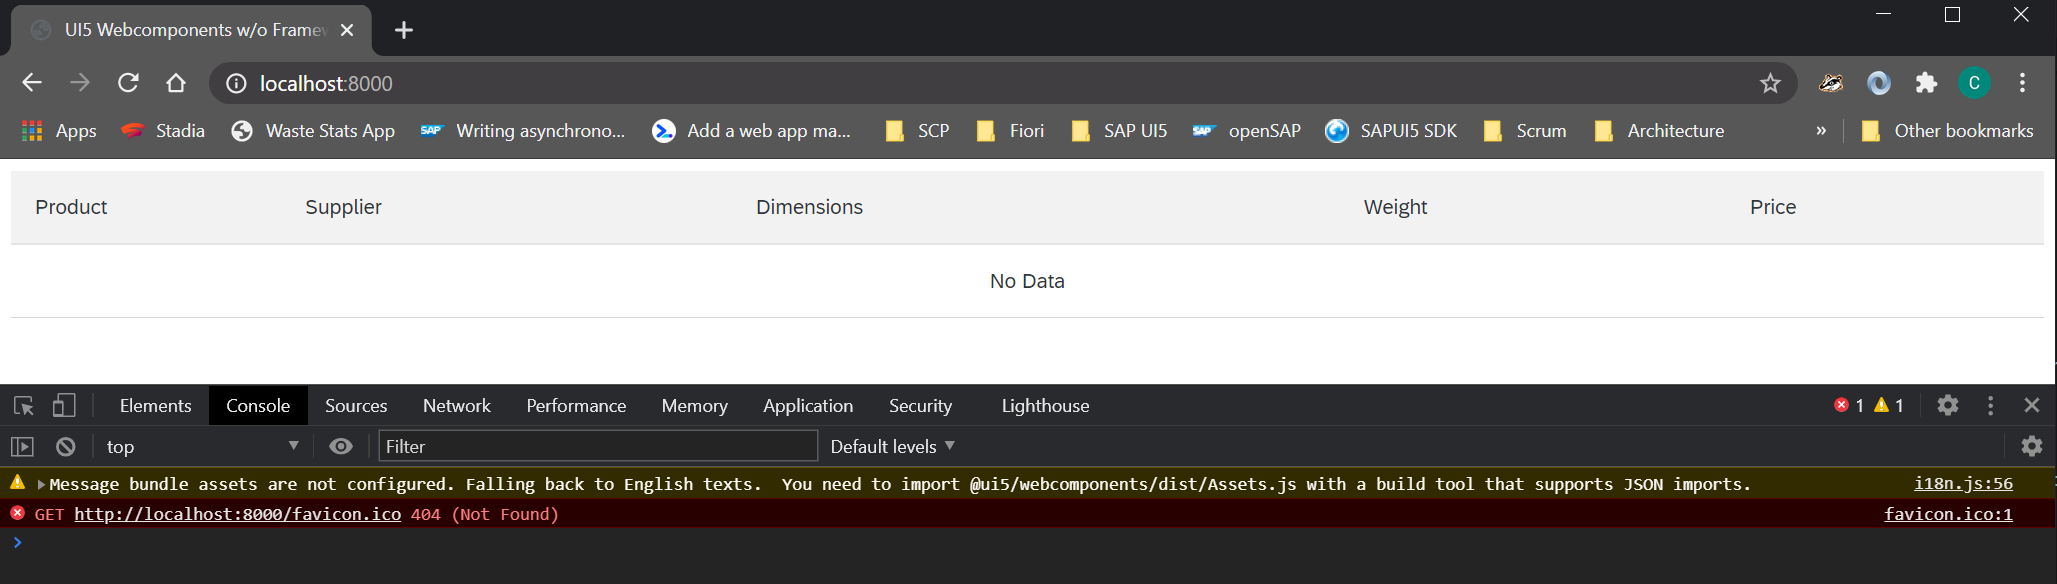 UI5 Webcomponents w/o Framew
localhost:8000
C
Apps Stadia Waste Stats App SAP Writing asynchrono... Add a web app ma... SCP Fiori SAP UI5 SAP openSAP SAPUI5 SDK Scrum Architecture » Other bookmarks
Product Supplier Dimensions Weight Price
No Data
Elements Console Sources Network Performance Memory Application Security Lighthouse 1 1
top Filter Default levels
Message bundle assets are not configured. Falling back to English texts.  You need to import @ui5/webcomponents/dist/Assets.js with a build tool that supports JSON imports. i18n.js:56
GET http://localhost:8000/favicon.ico 404 (Not Found) favicon.ico:1